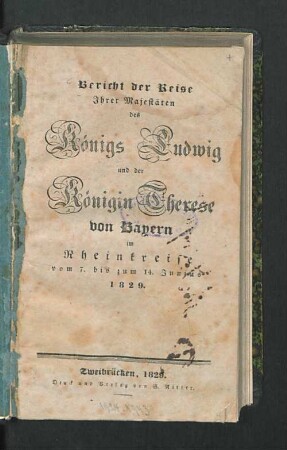 Bericht der Reise
Ihrer Majestäten
des
Königs Ludwig
und der
Königin Therese
von Bayern
im
Rheinkreise
vom 7. bis zum 14. Junius
1829.
Zweibrücken, 1829.
Druck und Verlag von G. Ritter.